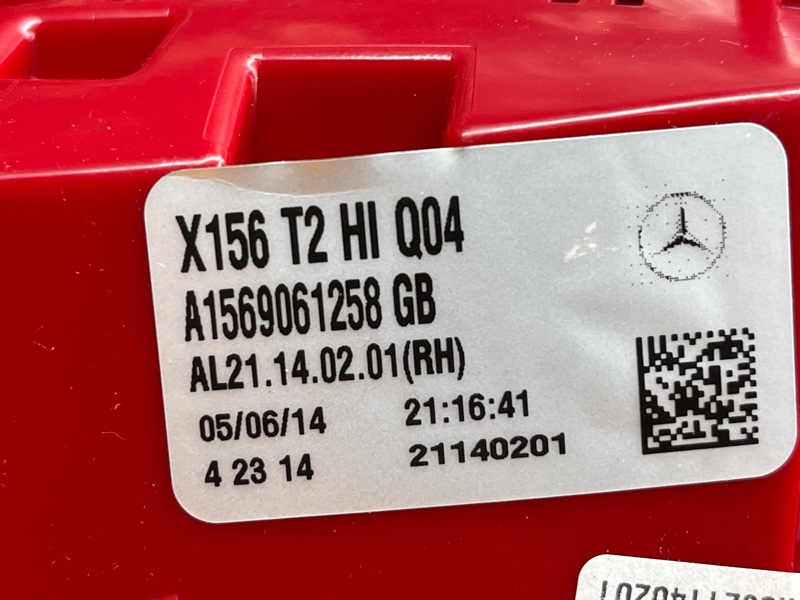 X156 T2 HI Q04
A1569061258 GB
AL21.14.02.01(RH)
05/06/14 21:16:41
4 23 14 21140201